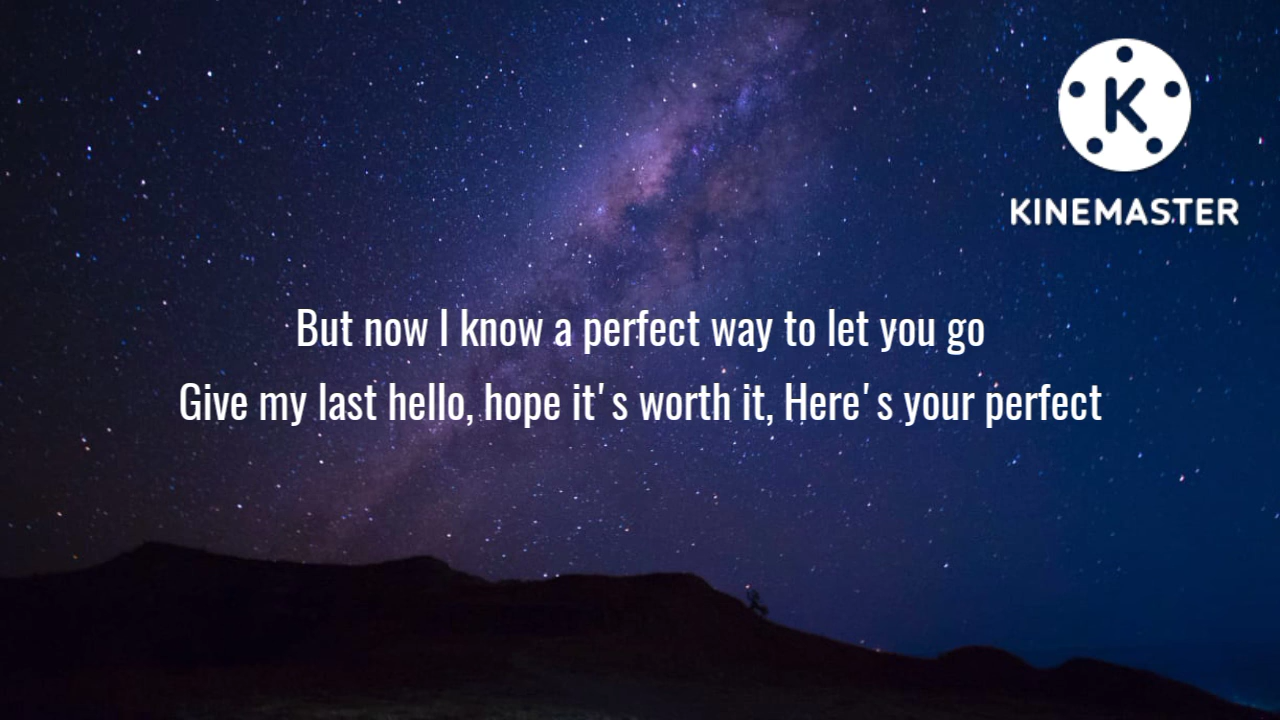 K
KINEMASTER
But now I know a perfect way to let you go
Give my last hello, hope it's worth it, Here's your perfect